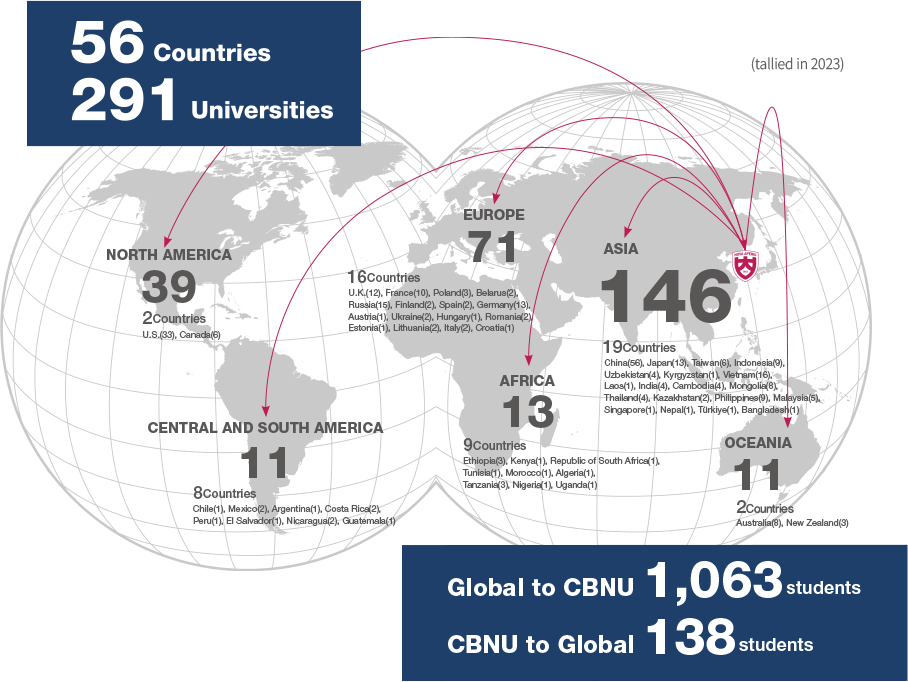 56 Countries
291 Universities
(tallied in 2023)
NORTH AMERICA
39
2Countries
U.S.(33), Canada(6)
EUROPE
71
16Countries
U.K.(12), France(10), Poland(3), Belarus(2),
Russia(15), Finland(2), Spain(2), Germany(13),
Austria(1), Ukraine(2), Hungary(1), Romania(2),
Estonia(1), Lithuania(2), Italy(2), Croatia(1)
ASIA
146
19Countries
China(56), Japan(13), Taiwan(6), Indonesia(9),
Uzbekistan(4), Kyrgyzstan(1), Vietnam(16),
Laos(1), India(4), Cambodia(4), Mongolia(8),
Thailand(4), Kazakhstan(2), Philippines(9), Malaysia(5),
Singapore(1), Nepal(1), Türkiye(1), Bangladesh(1)
CENTRAL AND SOUTH AMERICA
11
8Countries
Chile(1), Mexico(2), Argentina(1), Costa Rica(2),
Peru(1), El Salvador(1), Nicaragua(2), Guatemala(1)
AFRICA
13
9Countries
Ethiopia(3), Kenya(1), Republic of South Africa(1),
Tunisia(1), Morocco(1), Algeria(1),
Tanzania(3), Nigeria(1), Uganda(1)
OCEANIA
11
2Countries
Australia(8), New Zealand(3)
Global to CBNU 1,063 students
CBNU to Global 138 students